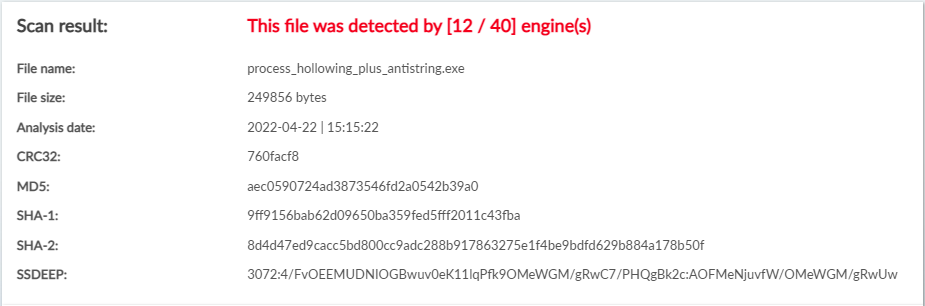 Scan result: This file was detected by [12 / 40] engine(s)
File name: process_hollowing_plus_antistring.exe
File size: 249856 bytes
Analysis date: 2022-04-22 | 15:15:22
CRC32: 760facf8
MD5: aec0590724ad3873546fd2a0542b39a0
SHA-1: 9ff9156bab62d09650ba359fed5fff2011c43fba
SHA-2: 8d4d47ed9cacc5bd800cc9adc288b917863275e1f4be9bdfd629b884a178b50f
SSDEEP: 3072:4/FvOEEMUDNIOGBwuv0eK11lqPfk9OMeWGM/gRwC7/PHQgBk2c:AOFMeNjuvfW/OMeWGM/gRwUw